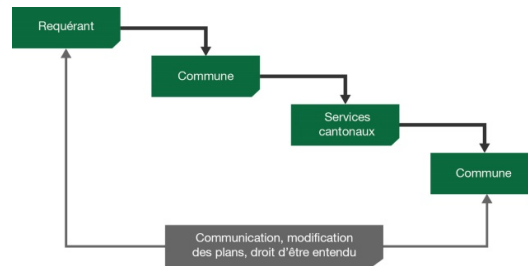 Requérant
Commune
Services
cantonaux
Commune
Communication, modification
des plans, droit d'être entendu